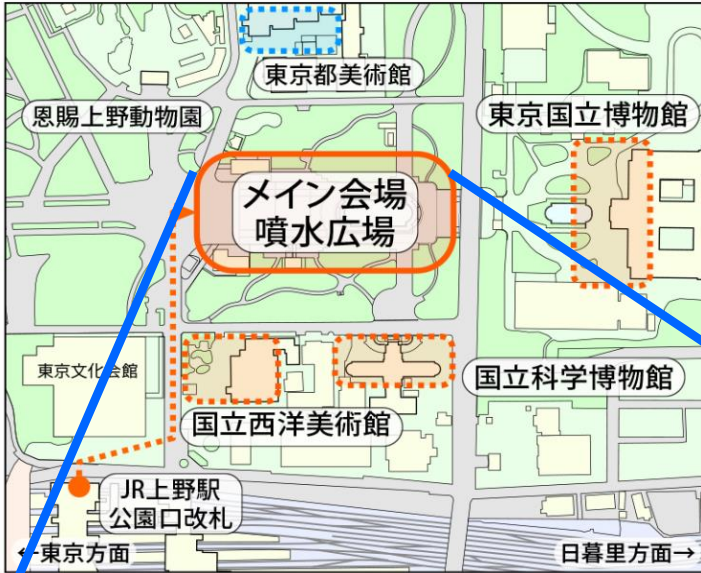 東京都美術館
恩賜上野動物園
東京国立博物館
メイン会場
噴水広場
東京文化会館
国立科学博物館
国立西洋美術館
JR上野駅
公園口改札
←東京方面
日暮里方面→